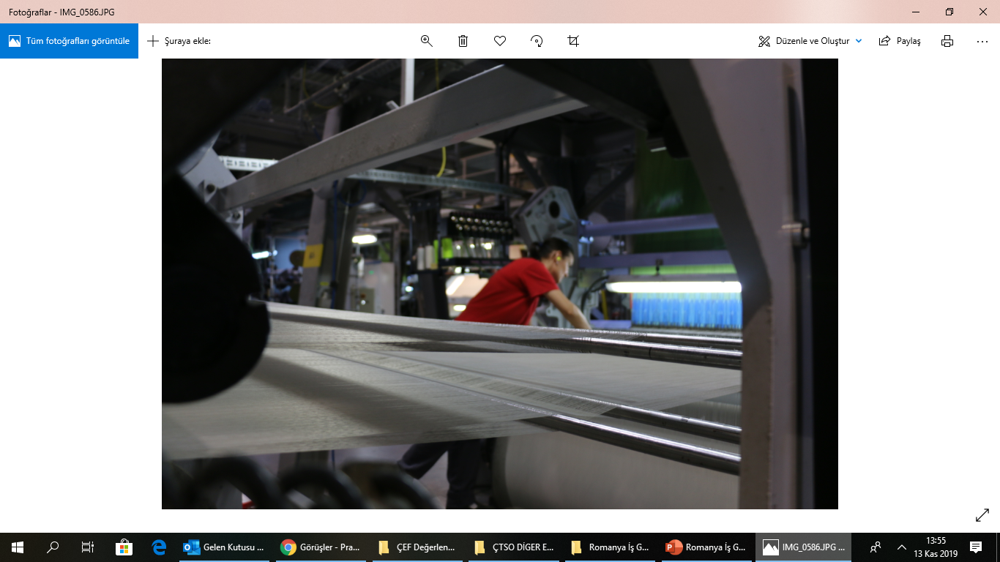 Fotoğraflar - IMG_0586.JPG
Tüm fotoğrafları görüntüle
Şuraya ekle:
Düzenle ve Oluştur
Paylaş
Gelen Kutusu ...
Görüşler - Pra...
ÇEF Değerlen...
ÇTSO DİGER E...
Romanya İş G...
Romanya İş G...
IMG_0586.JPG ...
13:55
13 Kas 2019